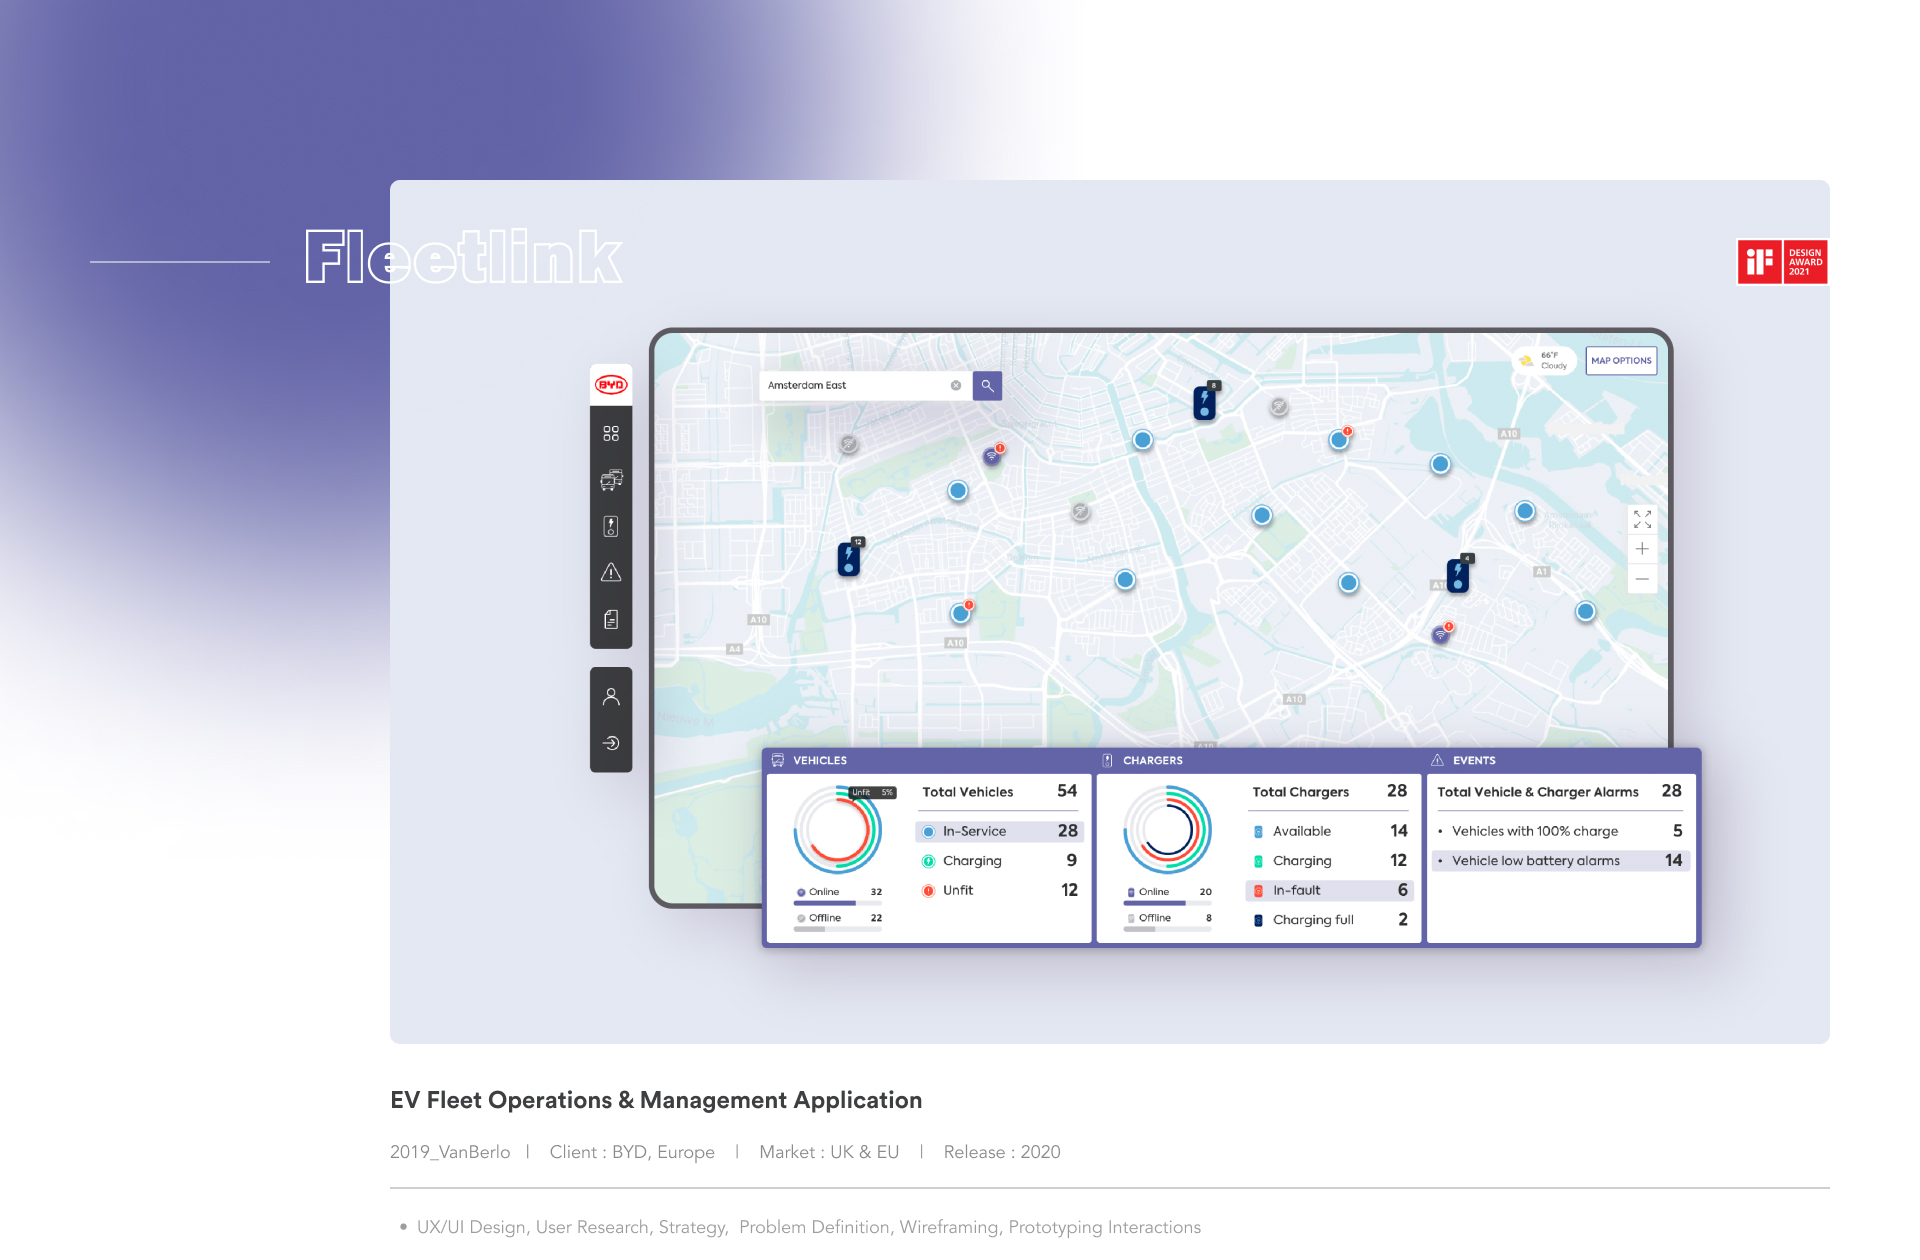 Fleetlink
iF
DESIGN
AWARD
2021
BYD
Amsterdam East
66°F
Cloudy
MAP OPTIONS
8
A10
12
4
A1
A10
A4
A10
A10
Nieuwe M
A10
VEHICLES
Unfit 5%
Online 32
Offline 22
Total Vehicles 54
In-Service 28
Charging 9
Unfit 12
CHARGERS
Online 20
Offline 8
Total Chargers 28
Available 14
Charging 12
In-fault 6
Charging full 2
EVENTS
Total Vehicle & Charger Alarms 28
• Vehicles with 100% charge 5
• Vehicle low battery alarms 14
EV Fleet Operations & Management Application
2019_VanBerlo | Client : BYD, Europe | Market : UK & EU | Release : 2020
• UX/UI Design, User Research, Strategy, Problem Definition, Wireframing, Prototyping Interactions